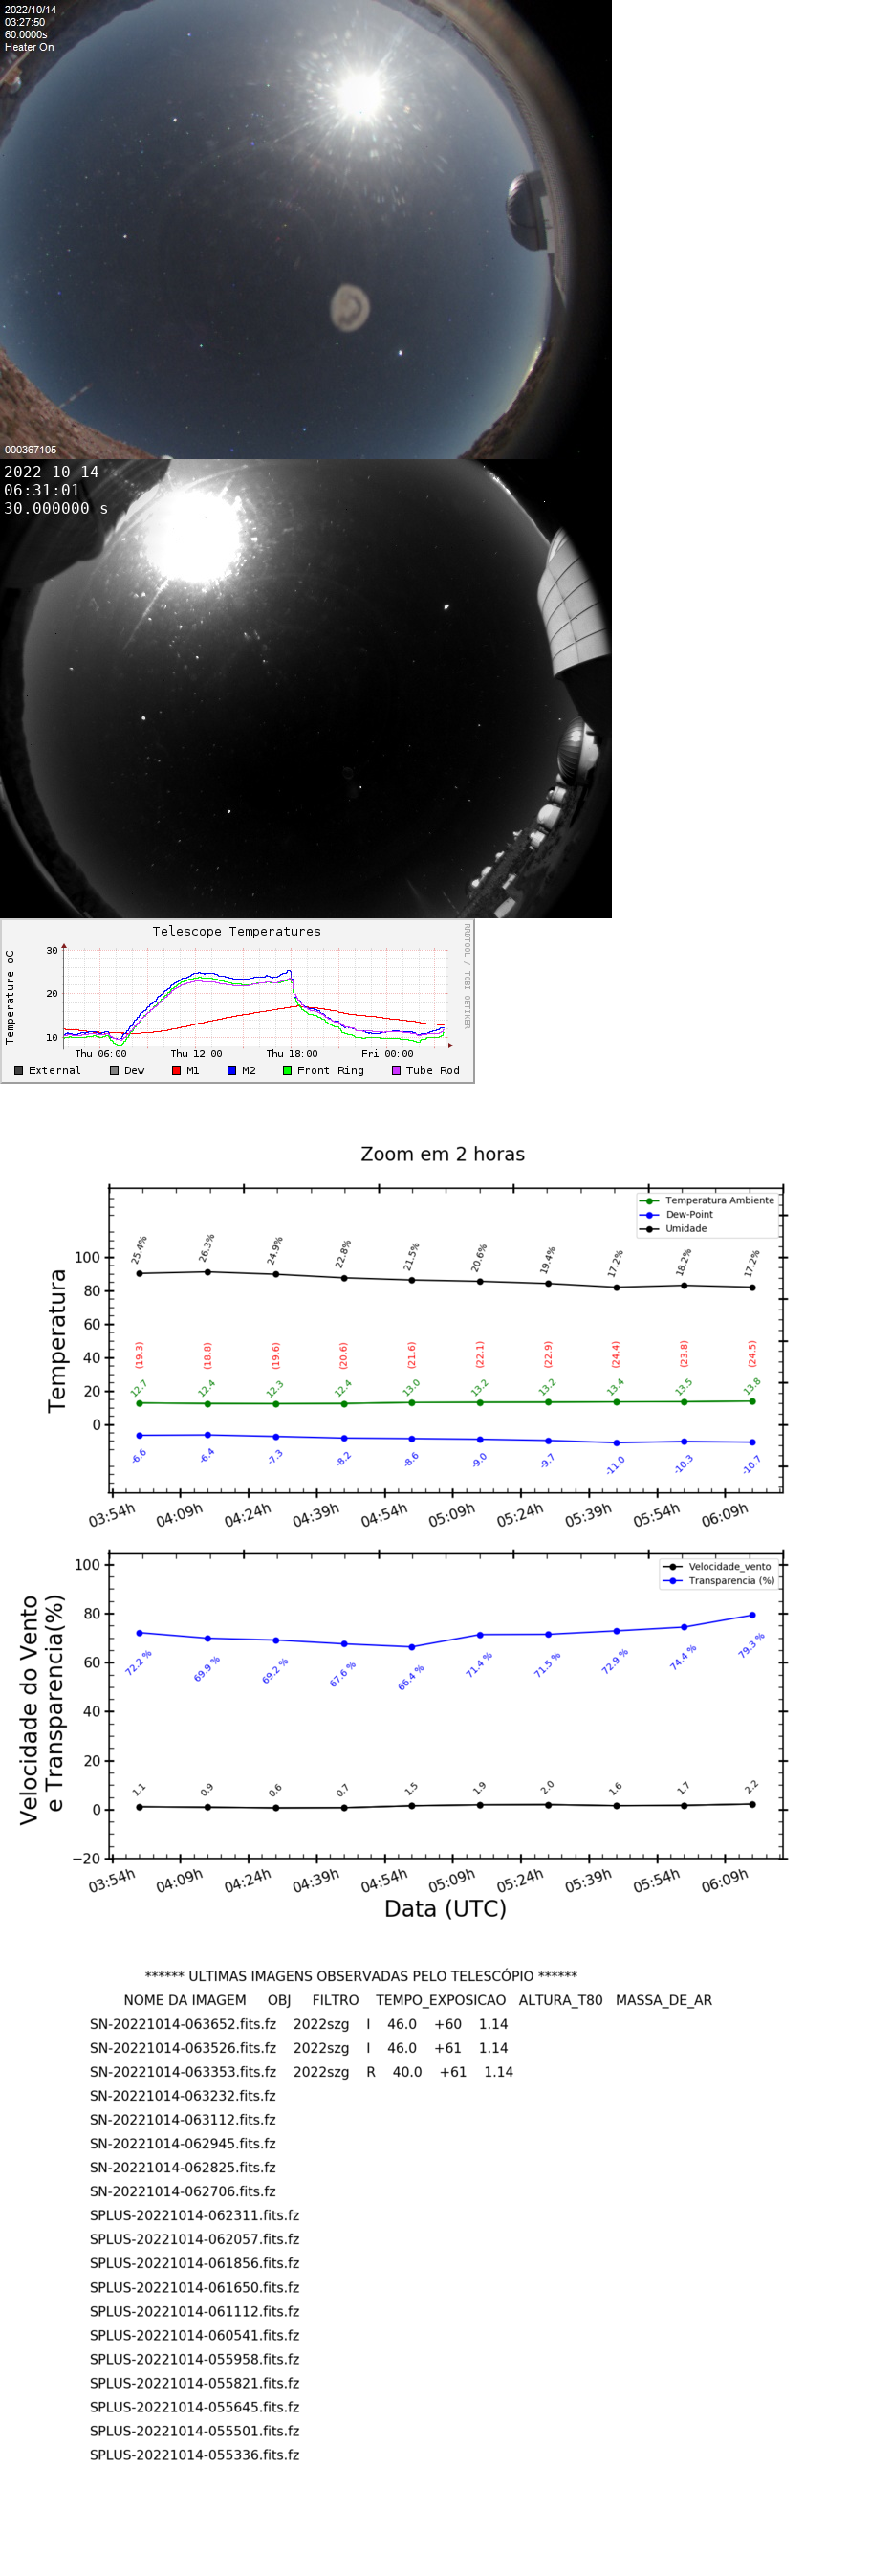 2022/10/14
03:27:50
60.0000s
Heater On
000367105
2022-10-14
06:31:01
30.000000 s
Telescope Temperatures
RRDTOOL / TOBI OETIKER
Temperature oC
30
20
10
Thu 06:00 Thu 12:00 Thu 18:00 Fri 00:00
External Dew M1 M2 Front Ring Tube Rod
Zoom em 2 horas
Temperatura Ambiente
Dew-Point
Umidade
Temperatura
100
80
60
40
20
0
25.4% 26.3% 24.9% 22.8% 21.5% 20.6% 19.4% 17.2% 18.2% 17.2%
(19.3) (18.8) (19.6) (20.6) (21.6) (22.1) (22.9) (24.4) (23.8) (24.5)
12.7 12.4 12.3 12.4 13.0 13.2 13.2 13.4 13.5 13.8
-6.6 -6.4 -7.3 -8.2 -8.6 -9.0 -9.7 -11.0 -10.3 -10.7
03:54h 04:09h 04:24h 04:39h 04:54h 05:09h 05:24h 05:39h 05:54h 06:09h
Velocidade_vento
Transparencia (%)
Velocidade do Vento
e Transparencia(%)
100
80
60
40
20
0
−20
72.2 % 69.9 % 69.2 % 67.6 % 66.4 % 71.4 % 71.5 % 72.9 % 74.4 % 79.3 %
1.1 0.9 0.6 0.7 1.5 1.9 2.0 1.6 1.7 2.2
03:54h 04:09h 04:24h 04:39h 04:54h 05:09h 05:24h 05:39h 05:54h 06:09h
Data (UTC)
****** ULTIMAS IMAGENS OBSERVADAS PELO TELESCÓPIO ******
NOME DA IMAGEM OBJ FILTRO TEMPO_EXPOSICAO ALTURA_T80 MASSA_DE_AR
SN-20221014-063652.fits.fz 2022szg I 46.0 +60 1.14
SN-20221014-063526.fits.fz 2022szg I 46.0 +61 1.14
SN-20221014-063353.fits.fz 2022szg R 40.0 +61 1.14
SN-20221014-063232.fits.fz
SN-20221014-063112.fits.fz
SN-20221014-062945.fits.fz
SN-20221014-062825.fits.fz
SN-20221014-062706.fits.fz
SPLUS-20221014-062311.fits.fz
SPLUS-20221014-062057.fits.fz
SPLUS-20221014-061856.fits.fz
SPLUS-20221014-061650.fits.fz
SPLUS-20221014-061112.fits.fz
SPLUS-20221014-060541.fits.fz
SPLUS-20221014-055958.fits.fz
SPLUS-20221014-055821.fits.fz
SPLUS-20221014-055645.fits.fz
SPLUS-20221014-055501.fits.fz
SPLUS-20221014-055336.fits.fz